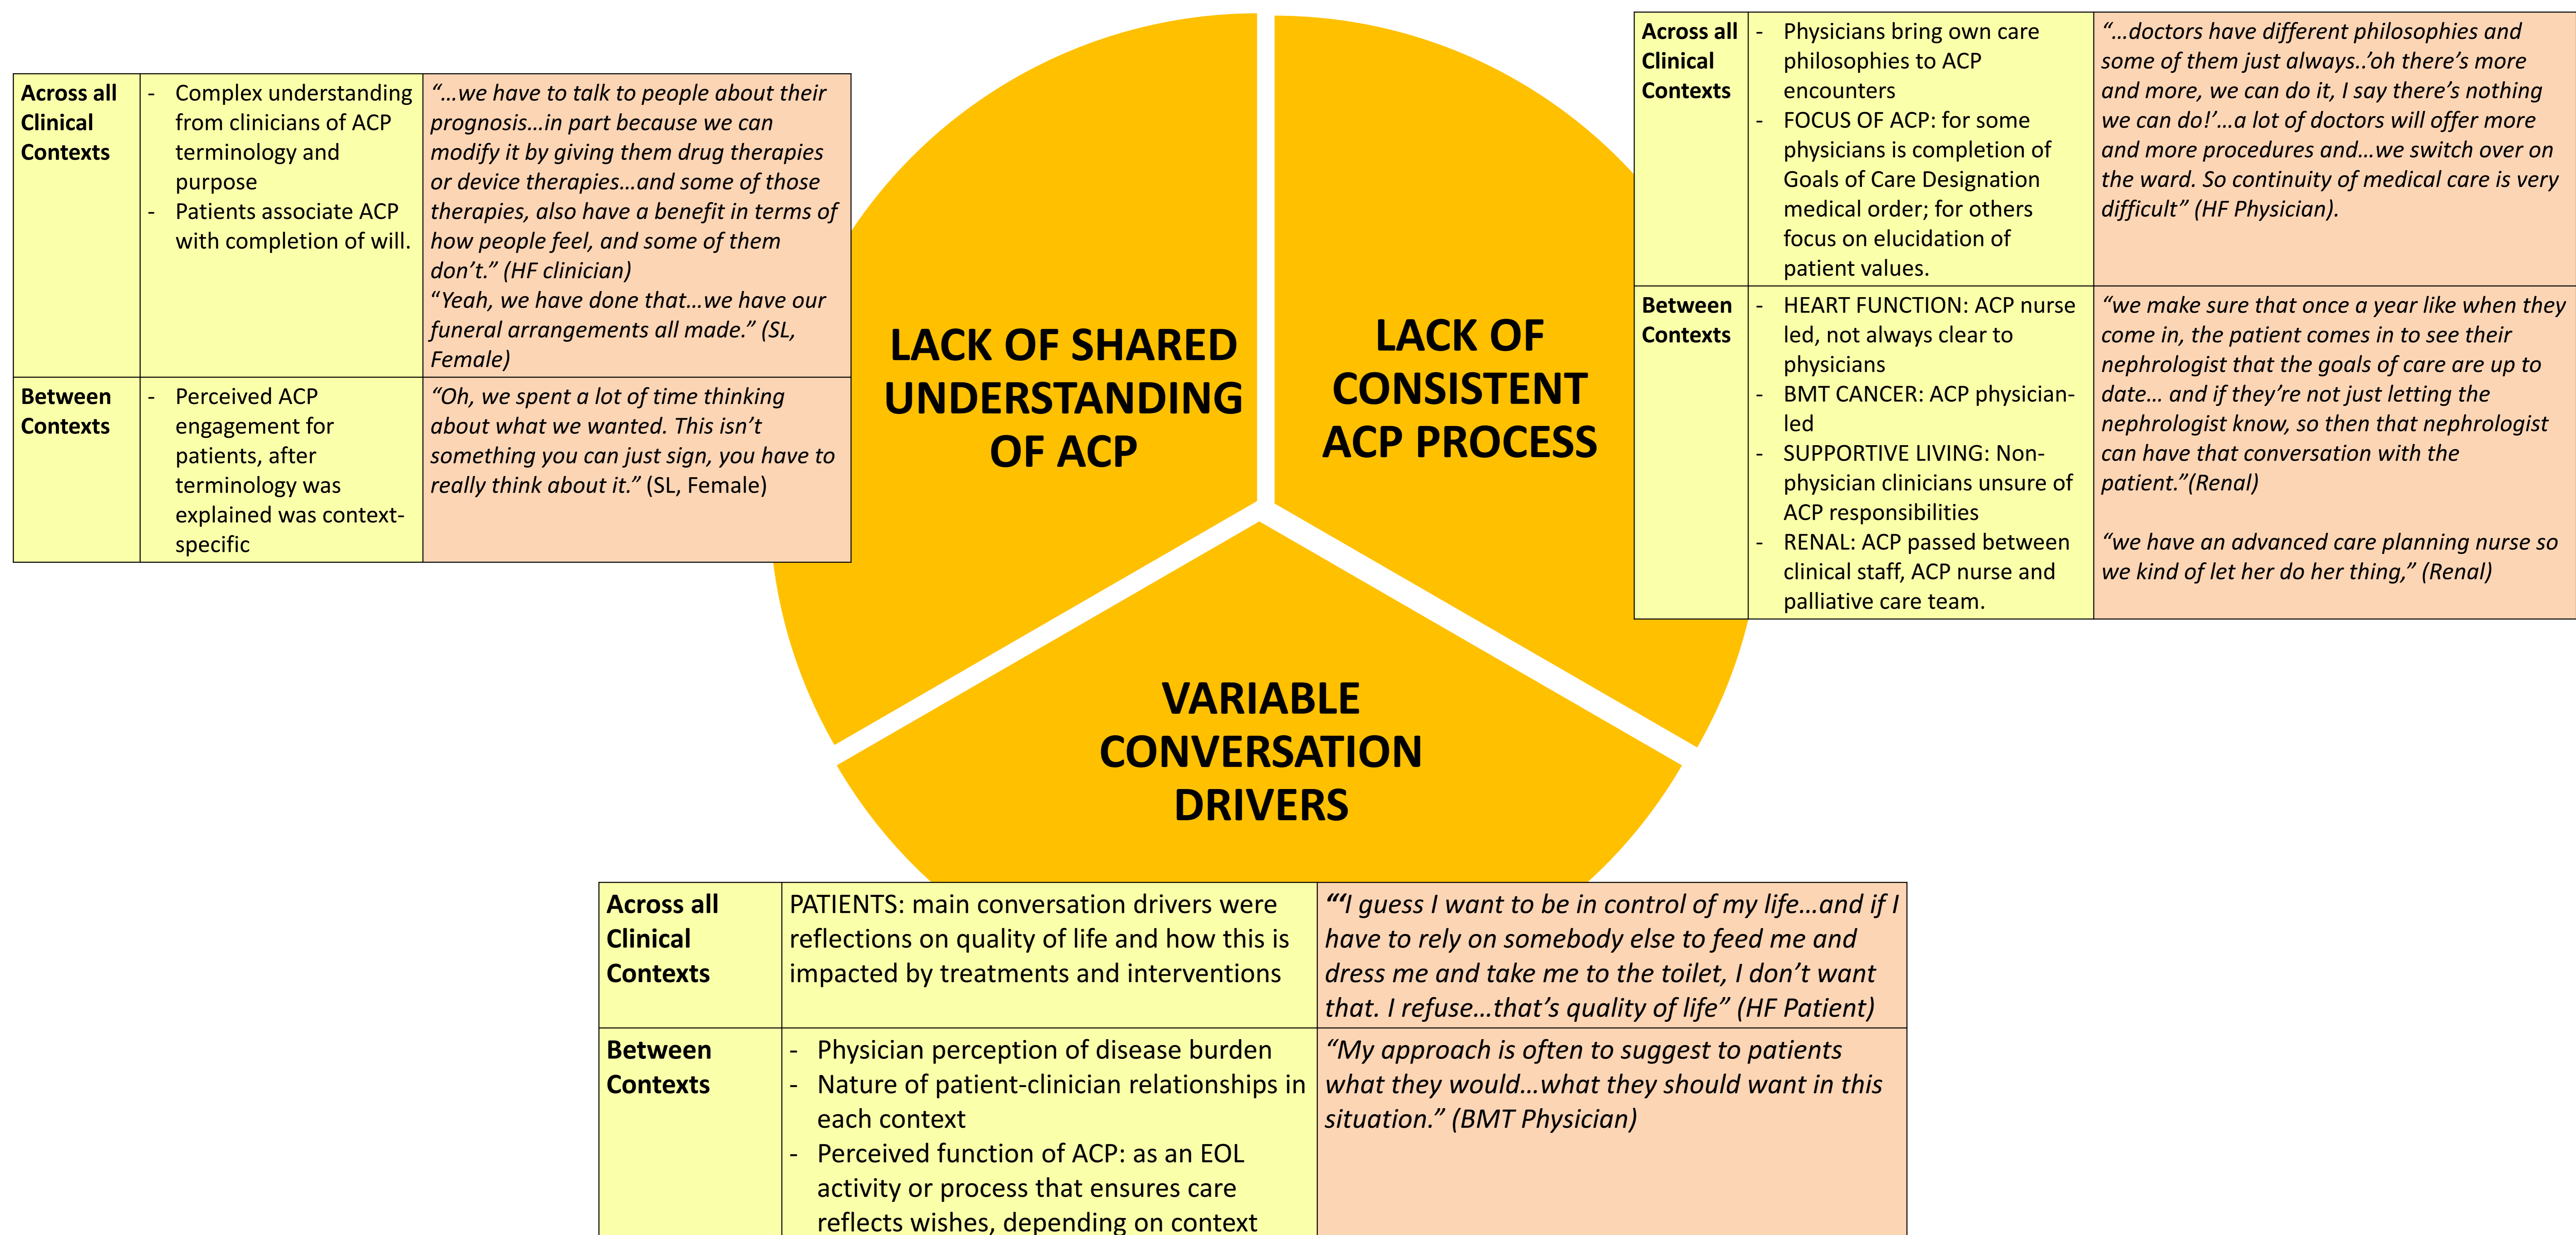 Across all
Clinical
Contexts
- Complex understanding
from clinicians of ACP
terminology and
purpose
- Patients associate ACP
with completion of will.
“…we have to talk to people about their
prognosis…in part because we can
modify it by giving them drug therapies
or device therapies…and some of those
therapies, also have a benefit in terms of
how people feel, and some of them
don’t.” (HF clinician)
“Yeah, we have done that…we have our
funeral arrangements all made.” (SL,
Female)
Between
Contexts
- Perceived ACP
engagement for
patients, after
terminology was
explained was context-
specific
“Oh, we spent a lot of time thinking
about what we wanted. This isn’t
something you can just sign, you have to
really think about it.” (SL, Female)
LACK OF SHARED
UNDERSTANDING
OF ACP
LACK OF
CONSISTENT
ACP PROCESS
Across all
Clinical
Contexts
- Physicians bring own care
philosophies to ACP
encounters
- FOCUS OF ACP: for some
physicians is completion of
Goals of Care Designation
medical order; for others
focus on elucidation of
patient values.
“…doctors have different philosophies and
some of them just always..’oh there’s more
and more, we can do it, I say there’s nothing
we can do!’…a lot of doctors will offer more
and more procedures and…we switch over on
the ward. So continuity of medical care is very
difficult” (HF Physician).
Between
Contexts
- HEART FUNCTION: ACP nurse
led, not always clear to
physicians
- BMT CANCER: ACP physician-
led
- SUPPORTIVE LIVING: Non-
physician clinicians unsure of
ACP responsibilities
- RENAL: ACP passed between
clinical staff, ACP nurse and
palliative care team.
“we make sure that once a year like when they
come in, the patient comes in to see their
nephrologist that the goals of care are up to
date… and if they’re not just letting the
nephrologist know, so then that nephrologist
can have that conversation with the
patient.”(Renal)
“we have an advanced care planning nurse so
we kind of let her do her thing,” (Renal)
VARIABLE
CONVERSATION
DRIVERS
Across all
Clinical
Contexts
PATIENTS: main conversation drivers were
reflections on quality of life and how this is
impacted by treatments and interventions
“‘I guess I want to be in control of my life…and if I
have to rely on somebody else to feed me and
dress me and take me to the toilet, I don’t want
that. I refuse…that’s quality of life” (HF Patient)
Between
Contexts
- Physician perception of disease burden
- Nature of patient-clinician relationships in
each context
- Perceived function of ACP: as an EOL
activity or process that ensures care
reflects wishes, depending on context
“My approach is often to suggest to patients
what they would…what they should want in this
situation.” (BMT Physician)